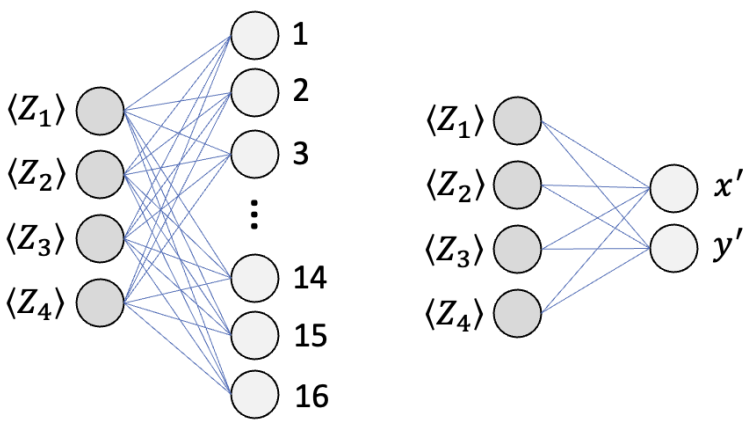 ⟨Z₁⟩
⟨Z₂⟩
⟨Z₃⟩
⟨Z₄⟩
1
2
3
⋮
14
15
16
⟨Z₁⟩
⟨Z₂⟩
⟨Z₃⟩
⟨Z₄⟩
x′
y′